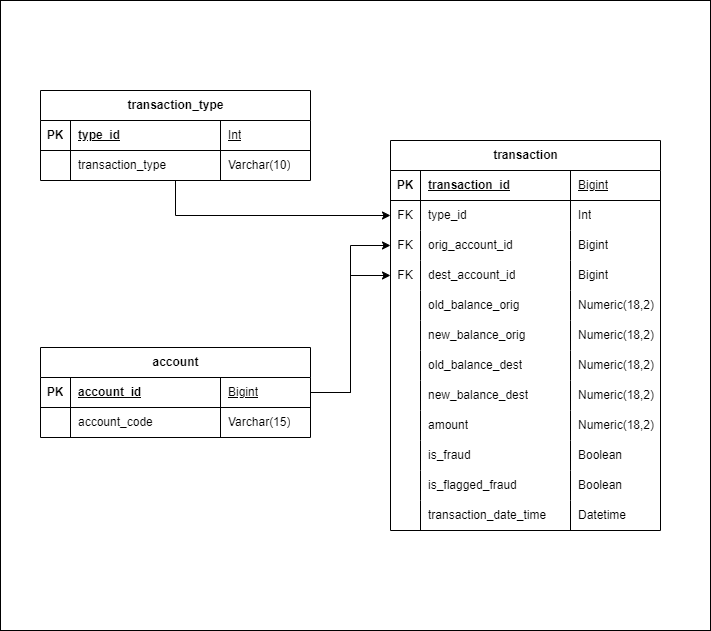 transaction_type
PK type_id Int
transaction_type Varchar(10)
transaction
PK transaction_id Bigint
FK type_id Int
FK orig_account_id Bigint
FK dest_account_id Bigint
old_balance_orig Numeric(18,2)
new_balance_orig Numeric(18,2)
old_balance_dest Numeric(18,2)
new_balance_dest Numeric(18,2)
amount Numeric(18,2)
is_fraud Boolean
is_flagged_fraud Boolean
transaction_date_time Datetime
account
PK account_id Bigint
account_code Varchar(15)